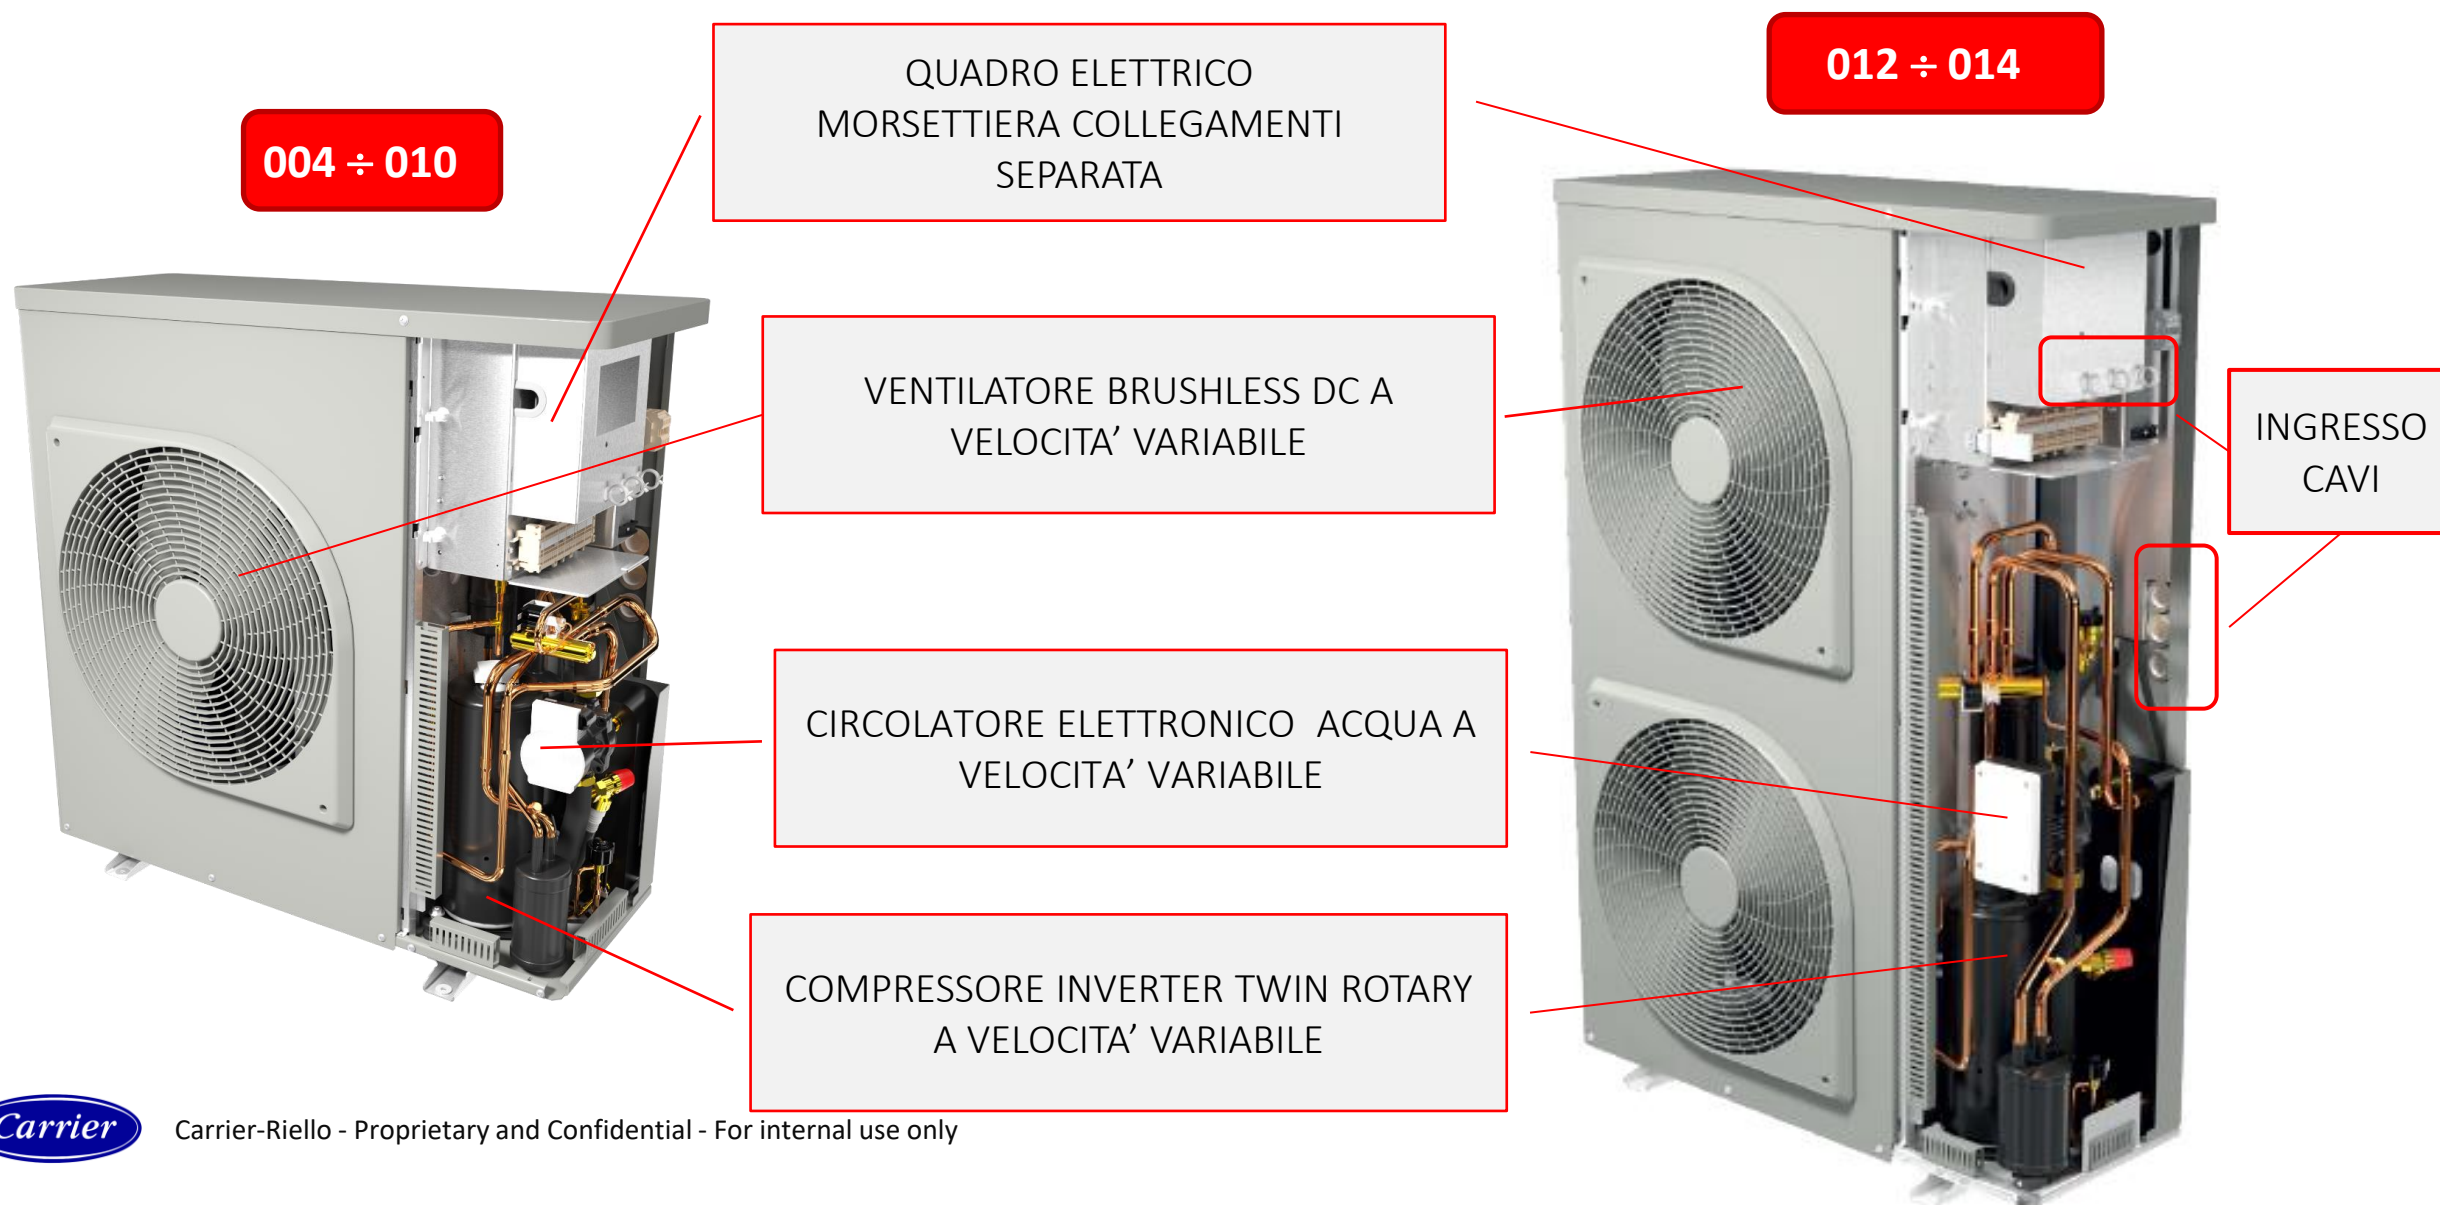 004 ÷ 010
QUADRO ELETTRICO
MORSETTIERA COLLEGAMENTI
SEPARATA
012 ÷ 014
VENTILATORE BRUSHLESS DC A
VELOCITA’ VARIABILE
INGRESSO
CAVI
CIRCOLATORE ELETTRONICO  ACQUA A
VELOCITA’ VARIABILE
COMPRESSORE INVERTER TWIN ROTARY
A VELOCITA’ VARIABILE
Carrier
Carrier-Riello - Proprietary and Confidential - For internal use only